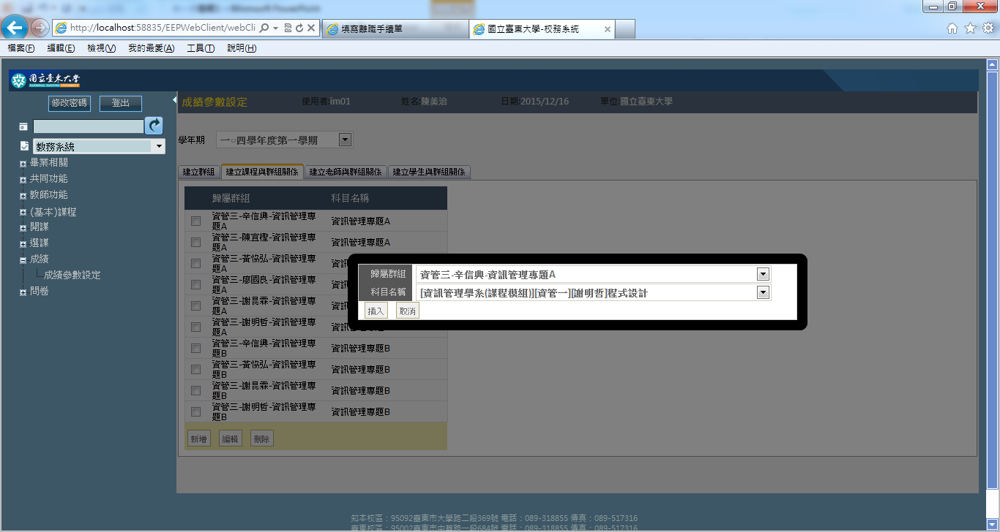 http://localhost:58835/EEPWebClient/webCli
填寫離職手續單
國立臺東大學-校務系統
檔案(F) 編輯(E) 檢視(V) 我的最愛(A) 工具(T) 說明(H)
國立臺東大學
NATIONAL TAITUNG UNIVERSITY
修改密碼 登出
成績參數設定 使用者:im01 姓名:陳美治 日期:2015/12/16 單位:國立臺東大學
教務系統
畢業相關
共同功能
教師功能
(基本)課程
開課
選課
成績
成績參數設定
問卷
學年期 一○四學年度第一學期
建立群組 建立課程與群組關係 建立老師與群組關係 建立學生與群組關係
歸屬群組 科目名稱
資管三-辛信興-資訊管理專題A 資訊管理專題A
資管三-陳宜檉-資訊管理專題A 資訊管理專題A
資管三-黃協弘-資訊管理專題A 資訊
資管三-廖國良-資訊管理專題A 資訊
資管三-謝昆霖-資訊管理專題A 資訊
資管三-謝明哲-資訊管理專題A
資管三-辛信興-資訊管理專題B 資訊管理專題B
資管三-黃協弘-資訊管理專題B 資訊管理專題B
資管三-謝昆霖-資訊管理專題B 資訊管理專題B
資管三-謝明哲-資訊管理專題B 資訊管理專題B
新增 編輯 刪除
歸屬群組 資管三-辛信興-資訊管理專題A
科目名稱 [資訊管理學系(課程模組)][資管一][謝明哲]程式設計
插入 取消
知本校區：95092臺東市大學路二段369號 電話：089-318855 傳真：089-517316
臺東校區：95002臺東市中華路一段684號 電話：089-318855 傳真：089-517316